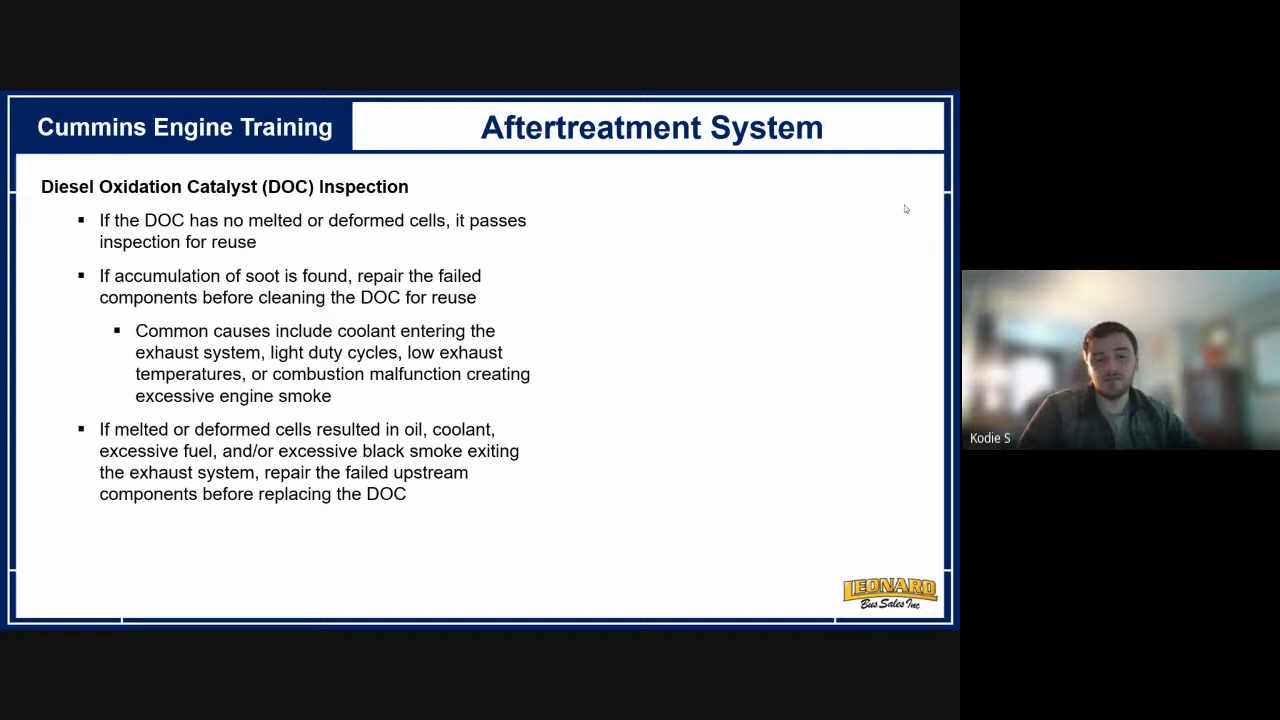 Cummins Engine Training
Aftertreatment System
Diesel Oxidation Catalyst (DOC) Inspection
▪ If the DOC has no melted or deformed cells, it passes
inspection for reuse
▪ If accumulation of soot is found, repair the failed
components before cleaning the DOC for reuse
▪ Common causes include coolant entering the
exhaust system, light duty cycles, low exhaust
temperatures, or combustion malfunction creating
excessive engine smoke
▪ If melted or deformed cells resulted in oil, coolant,
excessive fuel, and/or excessive black smoke exiting
the exhaust system, repair the failed upstream
components before replacing the DOC
Kodie S
LEONARD
Bus Sales Inc